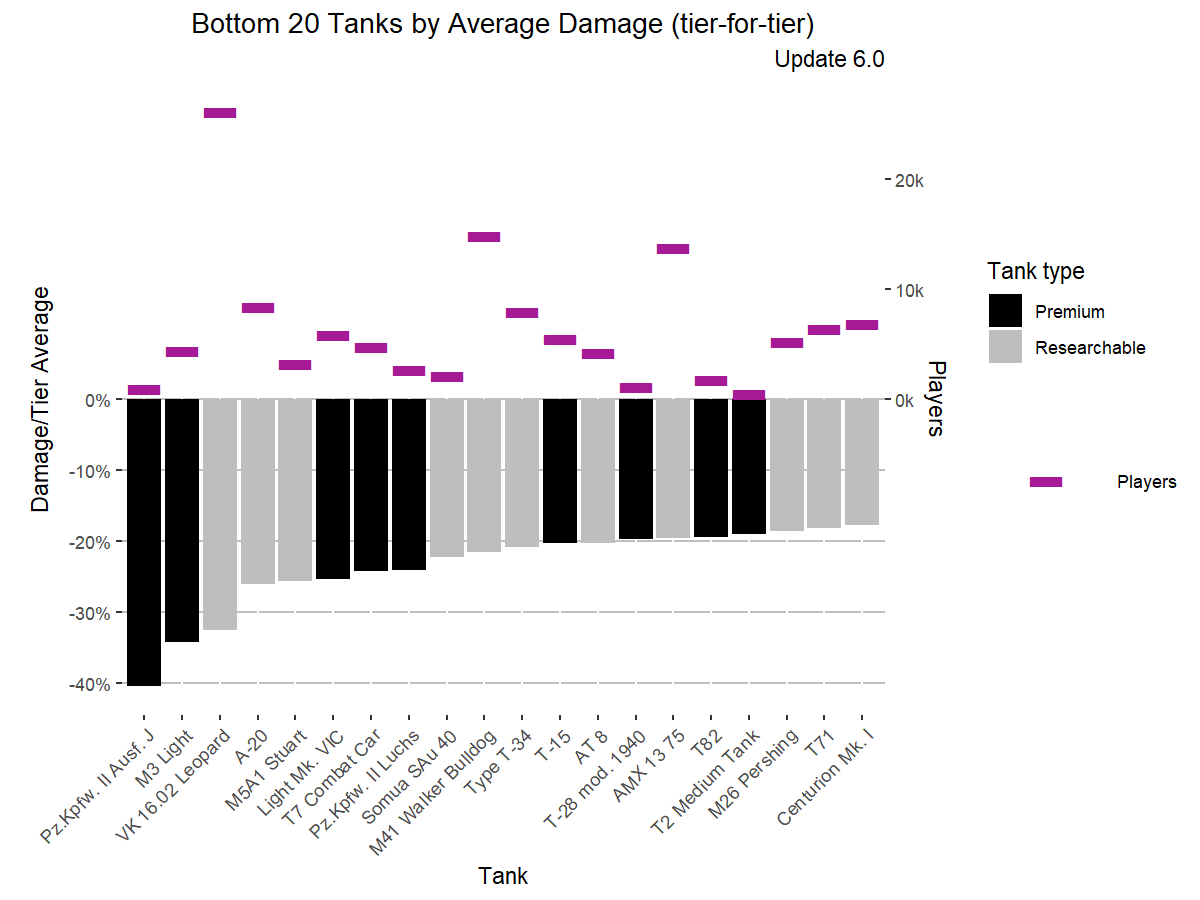 Bottom 20 Tanks by Average Damage (tier-for-tier)
Update 6.0
Damage/Tier Average
0%
-10%
-20%
-30%
-40%
20k
10k
0k
Players
Tank type
Premium
Researchable
Players
Pz.Kpfw. II Ausf. J
M3 Light
VK 16.02 Leopard
A-20
M5A1 Stuart
Light Mk. VIC
T7 Combat Car
Pz.Kpfw. II Luchs
Somua SAu 40
M41 Walker Bulldog
Type T-34
T-15
AT 8
T-28 mod. 1940
AMX 13 75
T82
T2 Medium Tank
M26 Pershing
T71
Centurion Mk. I
Tank